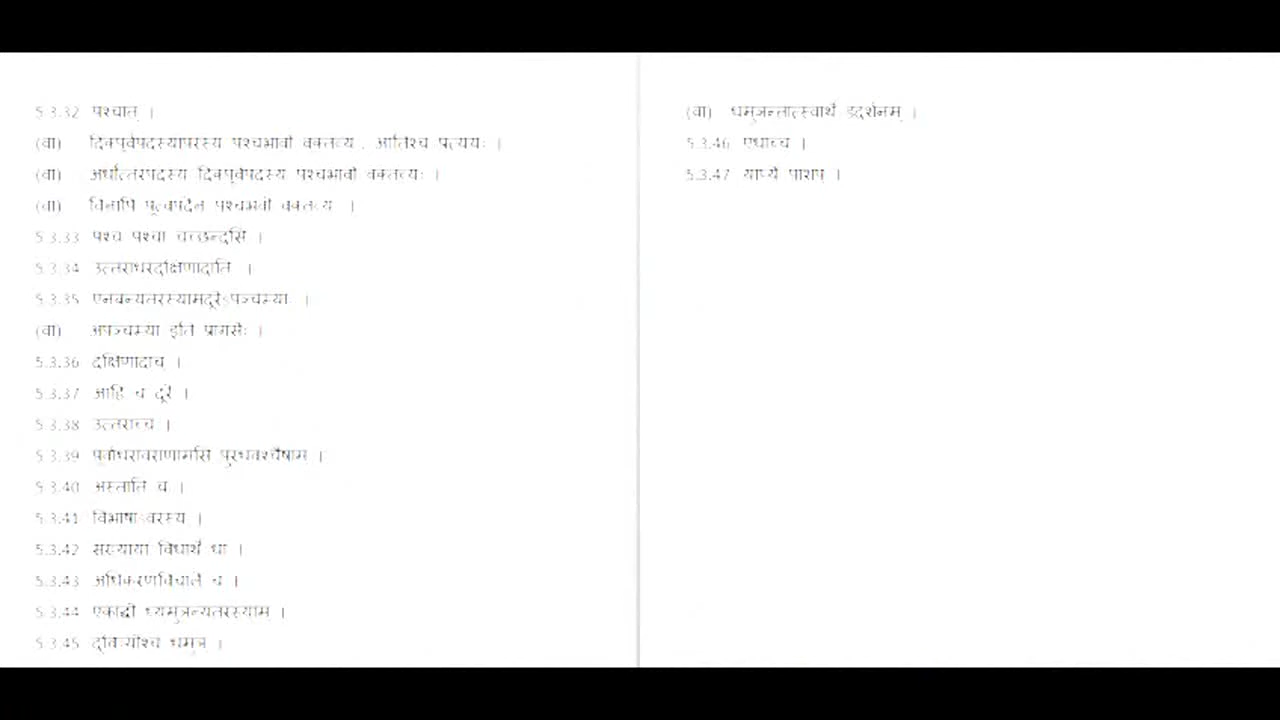 5.3.32 पश्चात् ।
(वा) दिक्पूर्वपदस्यापरस्य पश्चभावो वक्तव्य , आतिश्च प्रत्ययः ।
(वा) अर्धोत्तरपदस्य दिक्पूर्वपदस्य पश्चभावो वक्तव्यः ।
(वा) विनापि पूर्वपदेन पश्चभावो वक्तव्यः ।
5.3.33 पश्च पश्चा चच्छन्दसि ।
5.3.34 उत्तराधरदक्षिणादाति ।
5.3.35 एनबन्यतरस्यामदूरेऽपञ्चम्याः ।
(वा) अपञ्चम्या इति प्रागसेः ।
5.3.36 दक्षिणादाच् ।
5.3.37 आहि च दूरे ।
5.3.38 उत्तराच्च ।
5.3.39 पूर्वाधरावराणामसि पुरधवश्चैषाम् ।
5.3.40 अस्ताति च ।
5.3.41 विभाषाऽवरस्य ।
5.3.42 संख्याया विधार्थे धा ।
5.3.43 अधिकरणविचाले च ।
5.3.44 एकाद्धो ध्यमुञन्यतरस्याम् ।
5.3.45 द्वित्र्योश्च धमुञ ।
(वा) धमुञन्तात्स्वार्थे डदर्शनम् ।
5.3.46 एधाच्च ।
5.3.47 याप्ये पाशप् ।